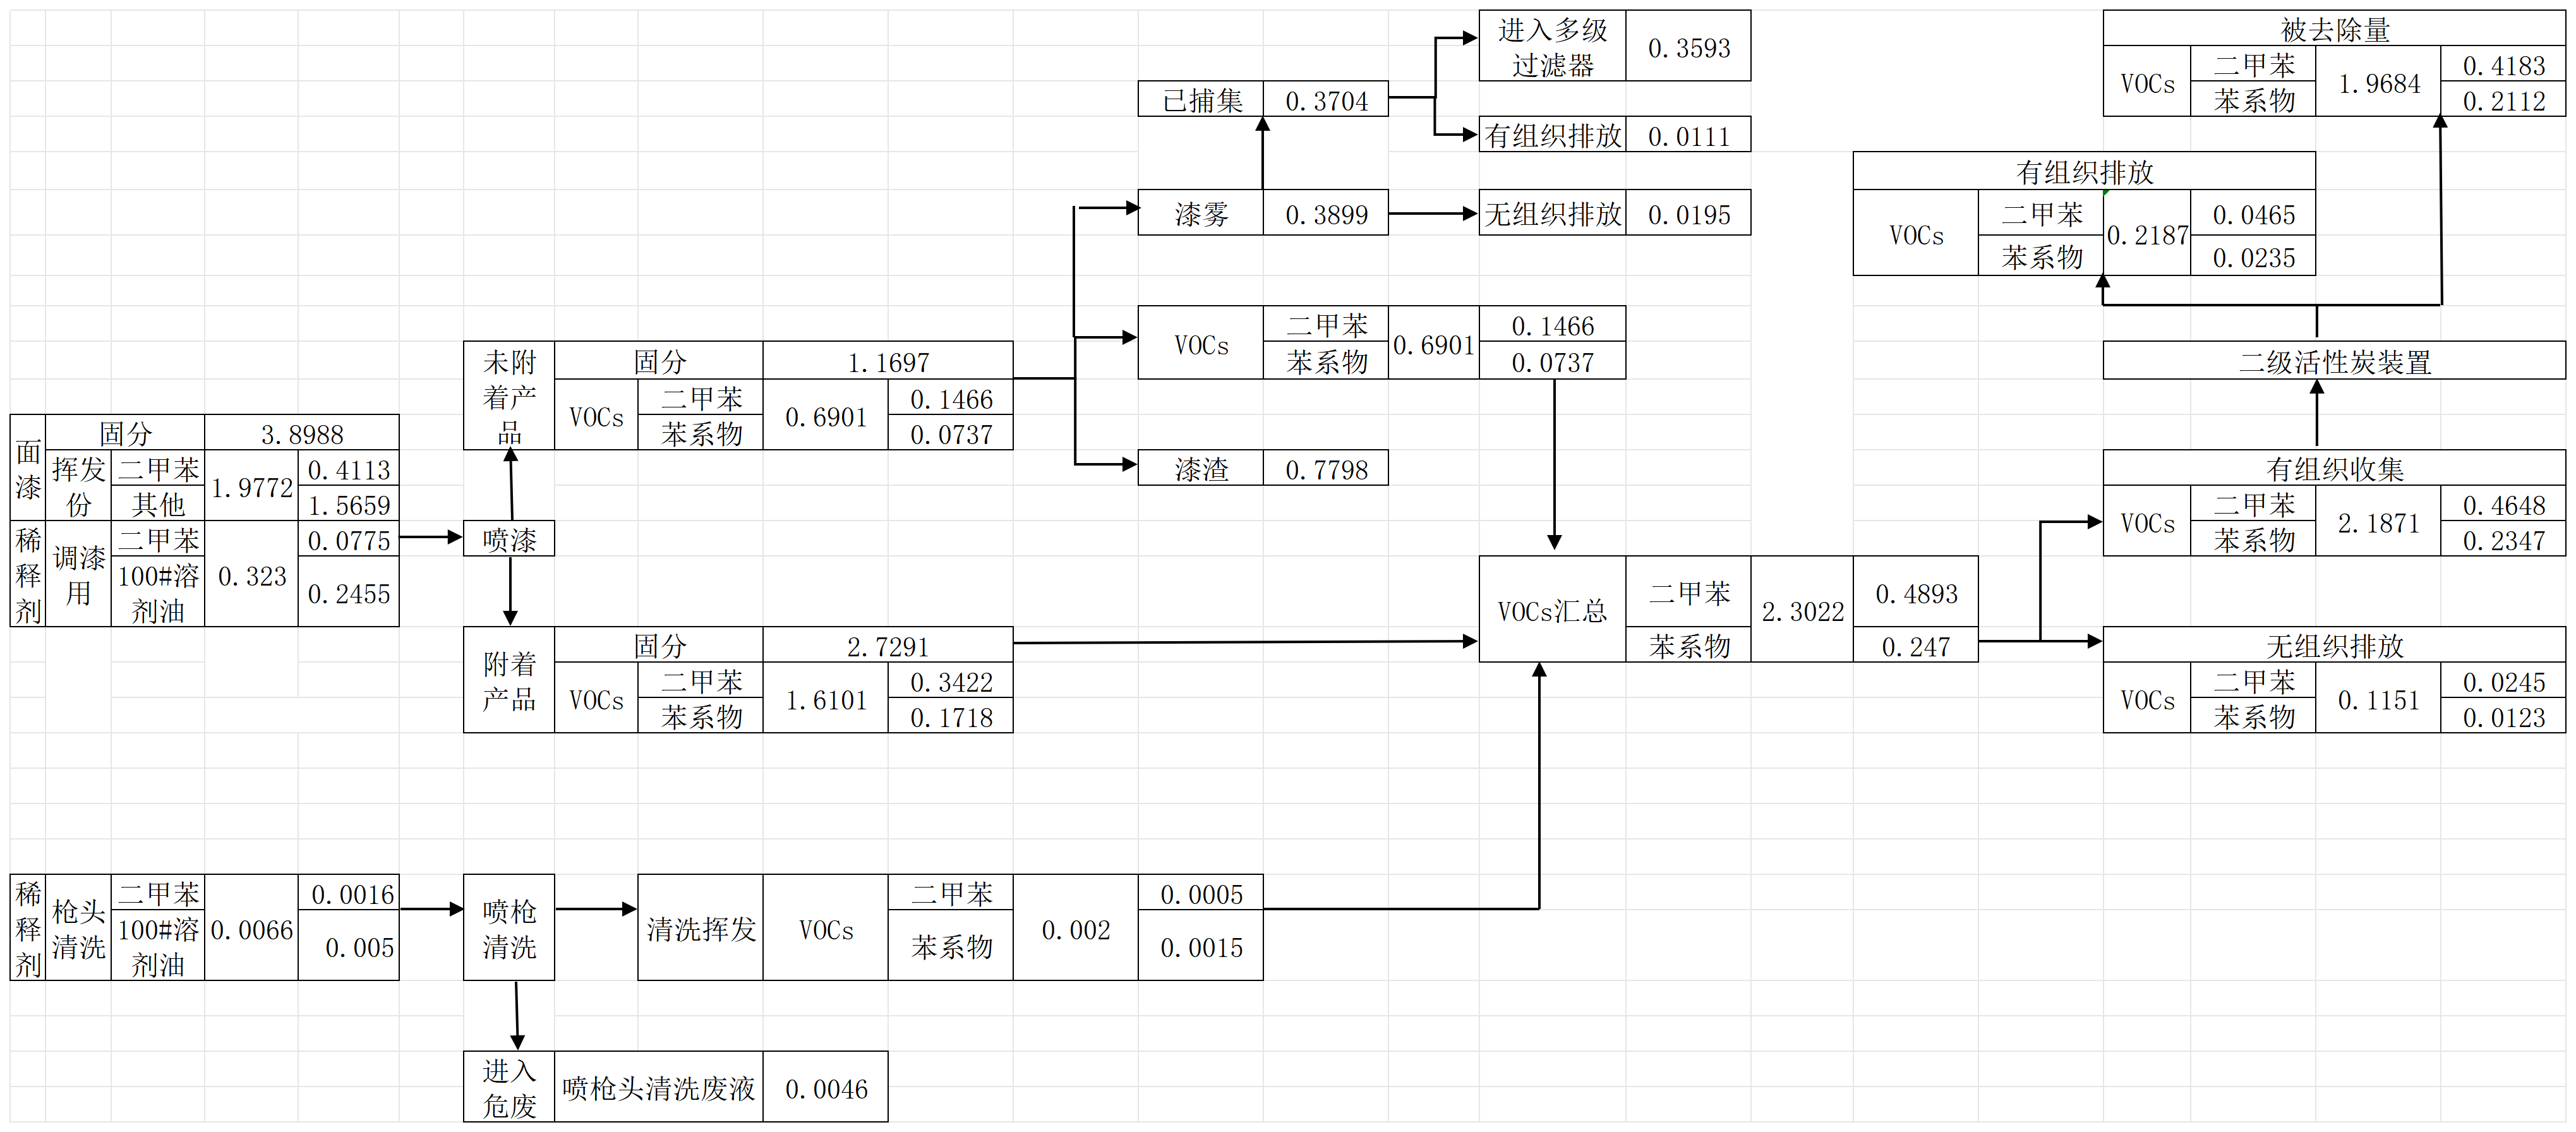 进入多级
过滤器
0.3593
已捕集
0.3704
有组织排放
0.0111
漆雾
0.3899
无组织排放
0.0195
被去除量
VOCs
二甲苯
苯系物
1.9684
0.4183
0.2112
有组织排放
VOCs
二甲苯
苯系物
0.2187
0.0465
0.0235
二级活性炭装置
未附
着产
品
固分
1.1697
VOCs
二甲苯
苯系物
0.6901
0.1466
0.0737
VOCs
二甲苯
苯系物
0.6901
0.1466
0.0737
漆渣
0.7798
面
漆
固分
3.8988
挥发
份
二甲苯
其他
1.9772
0.4113
1.5659
稀
释
剂
调漆
用
二甲苯
100#溶
剂油
0.323
0.0775
0.2455
喷漆
附着
产品
固分
2.7291
VOCs
二甲苯
苯系物
1.6101
0.3422
0.1718
VOCs汇总
二甲苯
苯系物
2.3022
0.4893
0.247
有组织收集
VOCs
二甲苯
苯系物
2.1871
0.4648
0.2347
无组织排放
VOCs
二甲苯
苯系物
0.1151
0.0245
0.0123
稀
释
剂
枪头
清洗
二甲苯
100#溶
剂油
0.0066
0.0016
0.005
喷枪
清洗
清洗挥发
VOCs
二甲苯
苯系物
0.002
0.0005
0.0015
进入
危废
喷枪头清洗废液
0.0046